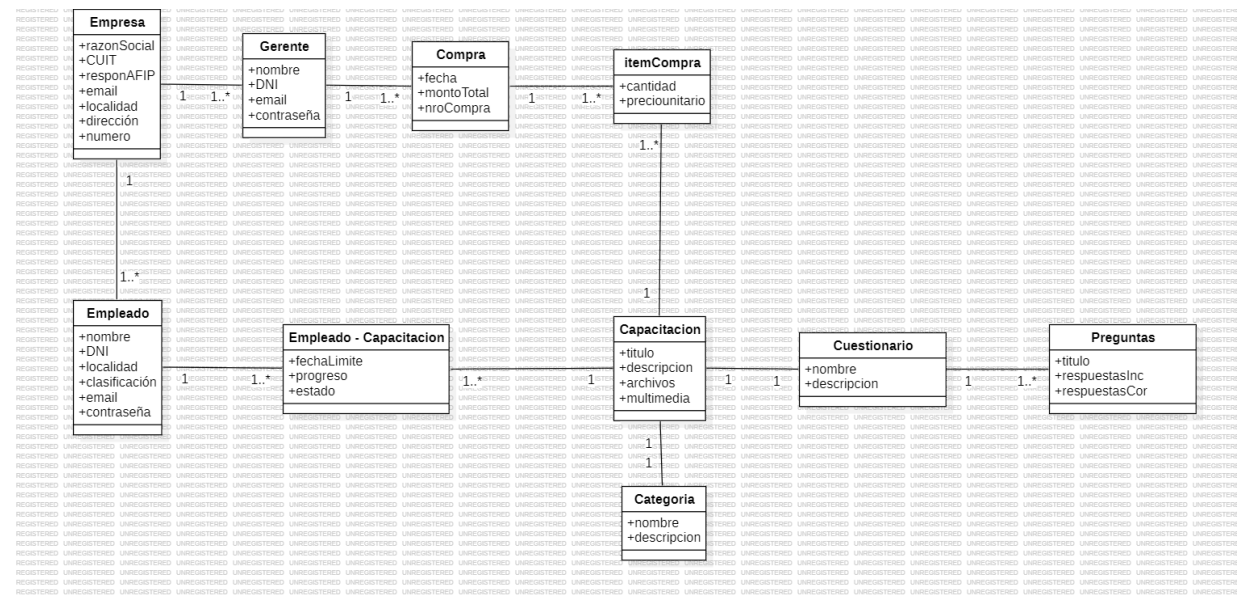 Empresa
+razonSocial
+CUIT
+responAFIP
+email
+localidad
+dirección
+numero
Gerente
+nombre
+DNI
+email
+contraseña
Compra
+fecha
+montoTotal
+nroCompra
itemCompra
+cantidad
+preciounitario
1 1..* 1 1..* 1 1..*
1
1..*
1..*
1
Empleado
+nombre
+DNI
+localidad
+clasificación
+email
+contraseña
Empleado - Capacitacion
+fechaLimite
+progreso
+estado
Capacitacion
+titulo
+descripcion
+archivos
+multimedia
Cuestionario
+nombre
+descripcion
Preguntas
+titulo
+respuestasInc
+respuestasCor
1 1..* 1..* 1 1 1 1 1..*
1
1
Categoria
+nombre
+descripcion
UNREGISTERED